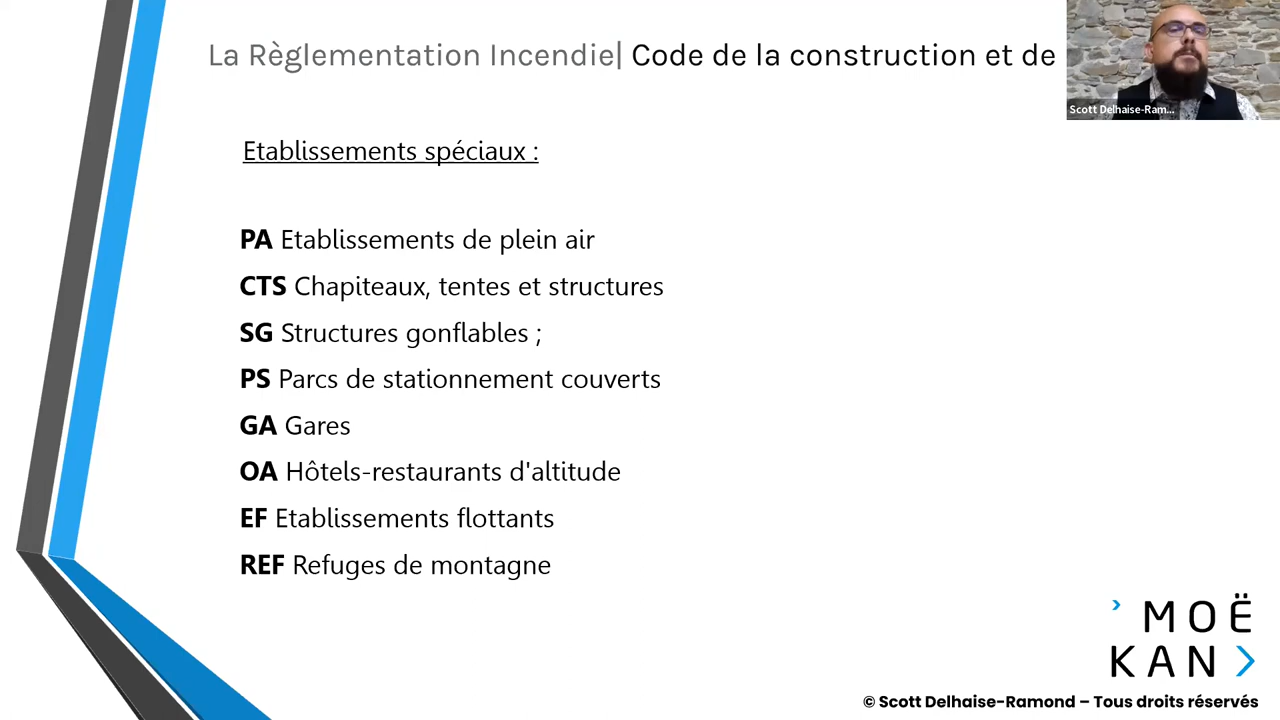 La Règlementation Incendie| Code de la construction et de
Scott Delhaise-Ram...
Etablissements spéciaux :
PA Etablissements de plein air
CTS Chapiteaux, tentes et structures
SG Structures gonflables ;
PS Parcs de stationnement couverts
GA Gares
OA Hôtels-restaurants d'altitude
EF Etablissements flottants
REF Refuges de montagne
MOË
KAN
© Scott Delhaise-Ramond – Tous droits réservés